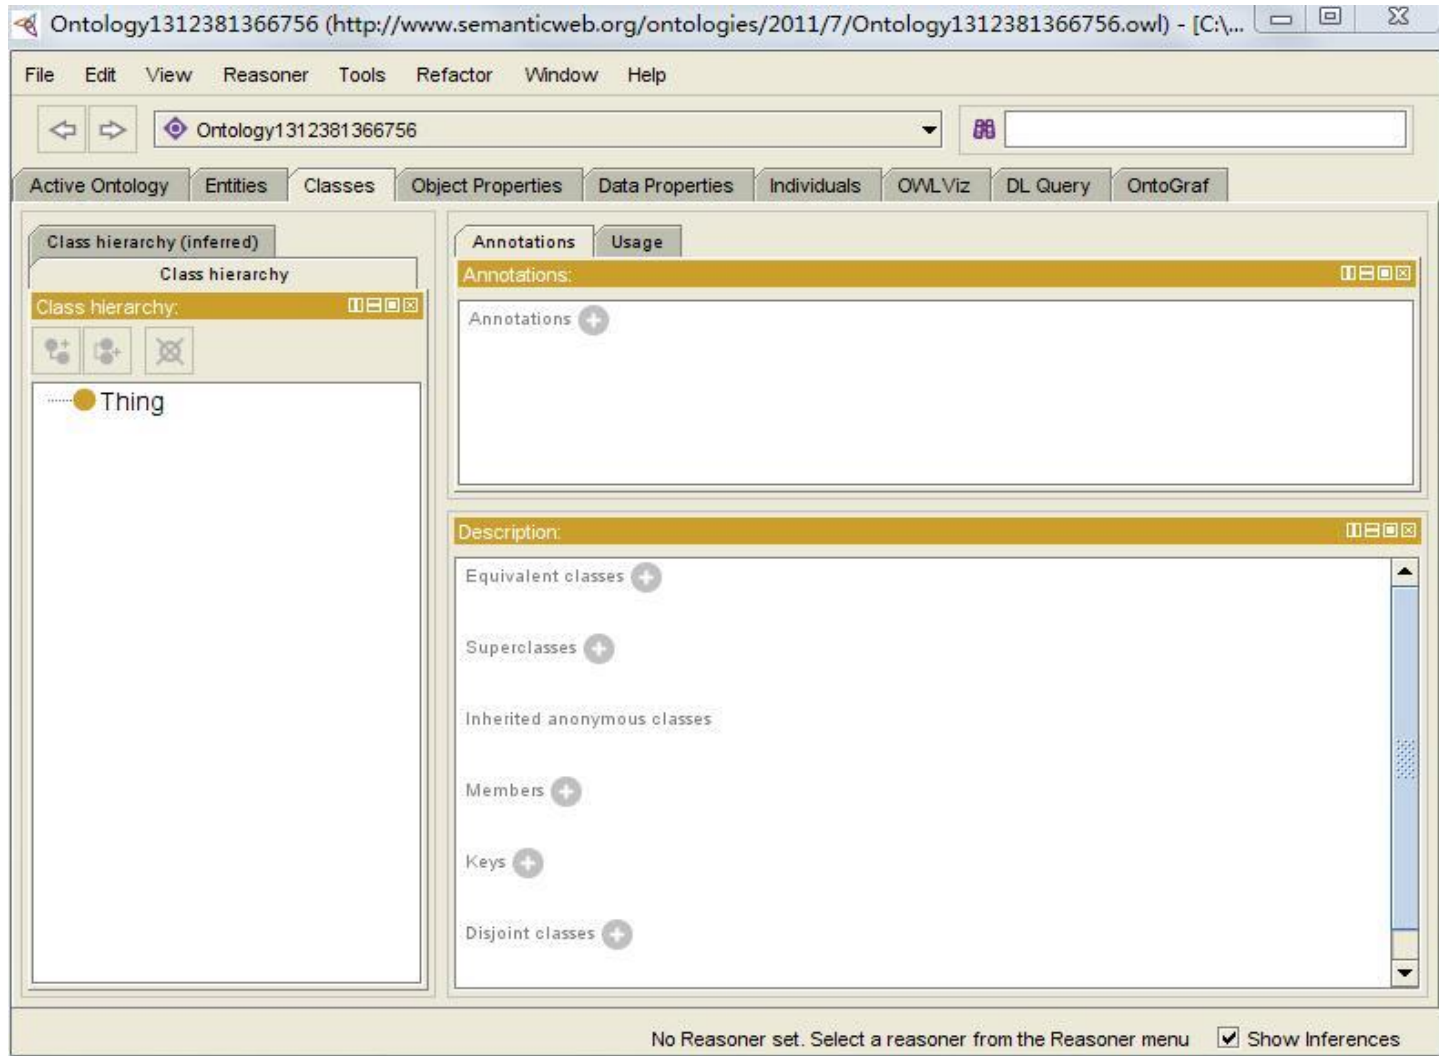 Ontology1312381366756 (http://www.semanticweb.org/ontologies/2011/7/Ontology1312381366756.owl) - [C:\...
File Edit View Reasoner Tools Refactor Window Help
Ontology1312381366756
Active Ontology Entities Classes Object Properties Data Properties Individuals OWLViz DL Query OntoGraf
Class hierarchy (inferred)
Class hierarchy
Class hierarchy:
Thing
Annotations Usage
Annotations:
Annotations
Description:
Equivalent classes
Superclasses
Inherited anonymous classes
Members
Keys
Disjoint classes
No Reasoner set. Select a reasoner from the Reasoner menu Show Inferences